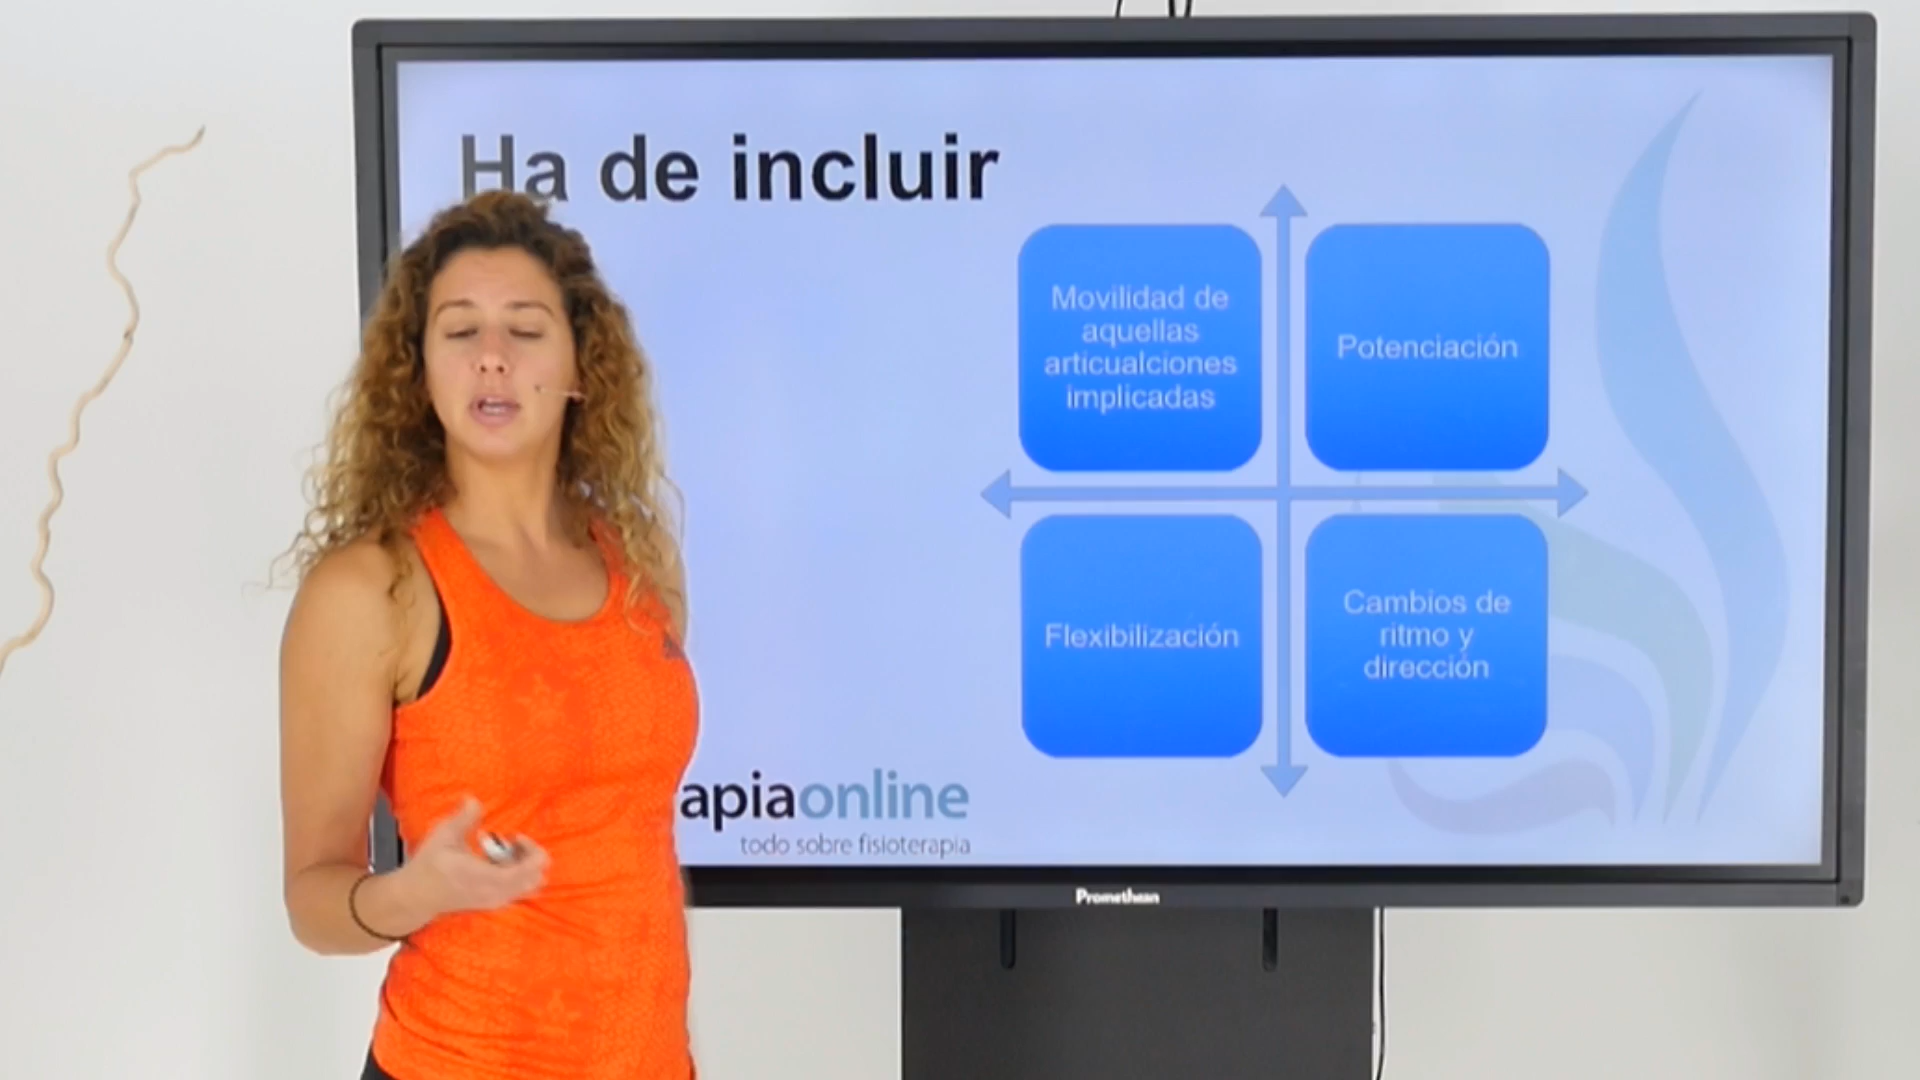 Ha de incluir
Movilidad de
aquellas
articualciones
implicadas
Potenciación
Flexibilización
Cambios de
ritmo y
dirección
apiaonline
todo sobre fisioterapia
Promethean